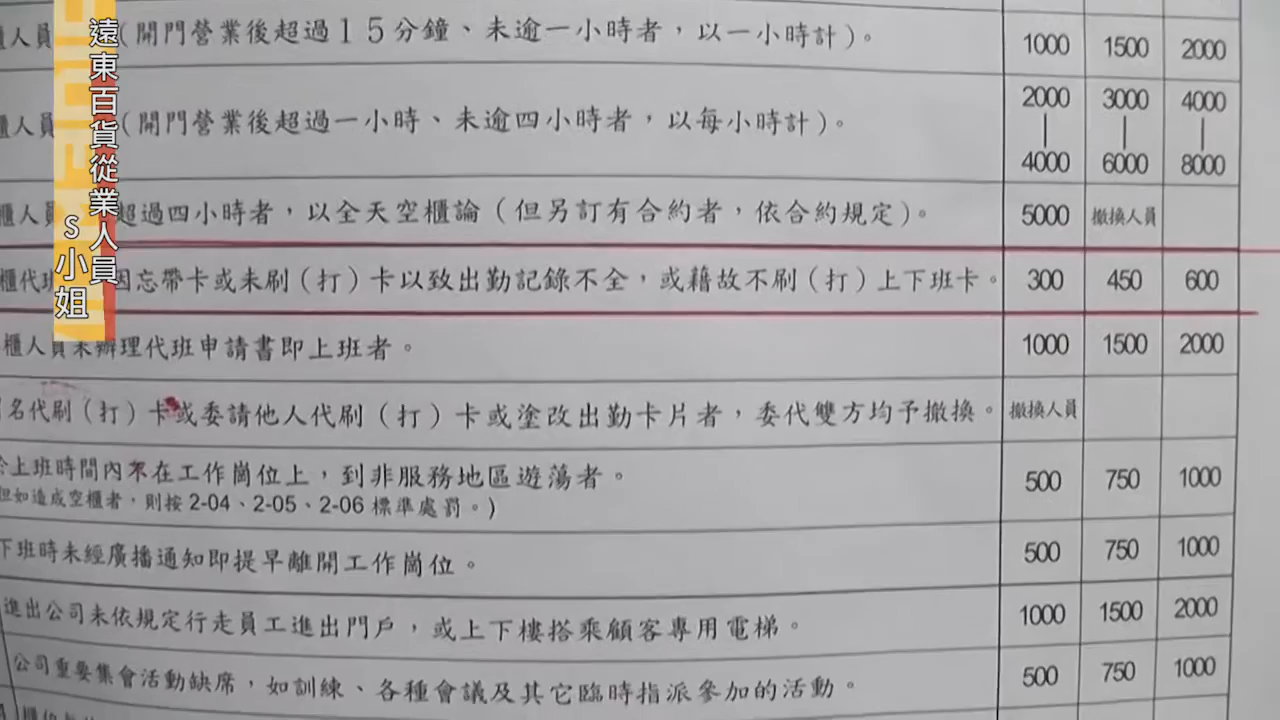 遠東百貨從業人員
S小姐
櫃人員 (開門營業後超過15分鐘、未逾一小時者，以一小時計)。 1000 1500 2000
櫃人員 (開門營業後超過一小時、未逾四小時者，以每小時計)。 2000|4000 3000|6000 4000|8000
櫃人員 超過四小時者，以全天空櫃論(但另訂有合約者，依合約規定)。 5000 撤換人員
櫃代班 因忘帶卡或未刷(打)卡以致出勤記錄不全，或藉故不刷(打)上下班卡。 300 450 600
櫃人員未辦理代班申請書即上班者。 1000 1500 2000
名代刷(打)卡或委請他人代刷(打)卡或塗改出勤卡片者，委代雙方均予撤換。 撤換人員
於上班時間內不在工作崗位上，到非服務地區遊蕩者。 500 750 1000
但如造成空櫃者，則按2-04、2-05、2-06標準處罰。)
下班時未經廣播通知即提早離開工作崗位。 500 750 1000
進出公司未依規定行走員工進出門戶，或上下樓搭乘顧客專用電梯。 1000 1500 2000
公司重要集會活動缺席，如訓練、各種會議及其它臨時指派參加的活動。 500 750 1000